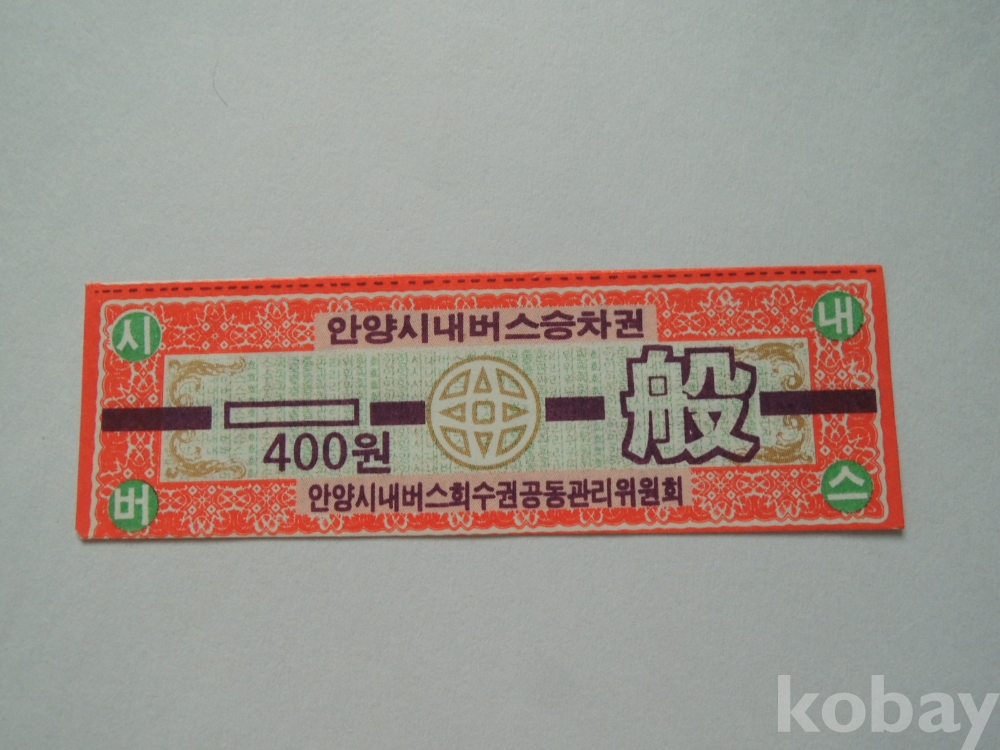 시 내
안양시내버스승차권
一 般
400원
안양시내버스회수권공동관리위원회
버 스
kobay